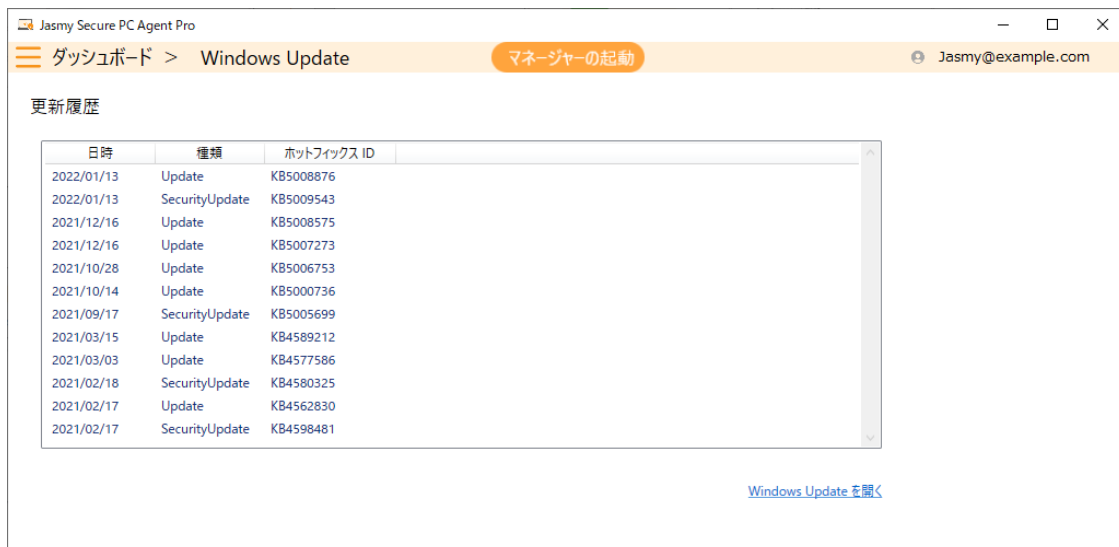 Jasmy Secure PC Agent Pro
ダッシュボード > Windows Update マネージャーの起動 Jasmy@example.com
更新履歴
日時 種類 ホットフィックス ID
2022/01/13 Update KB5008876
2022/01/13 SecurityUpdate KB5009543
2021/12/16 Update KB5008575
2021/12/16 Update KB5007273
2021/10/28 Update KB5006753
2021/10/14 Update KB5000736
2021/09/17 SecurityUpdate KB5005699
2021/03/15 Update KB4589212
2021/03/03 Update KB4577586
2021/02/18 SecurityUpdate KB4580325
2021/02/17 Update KB4562830
2021/02/17 SecurityUpdate KB4598481
Windows Update を開く